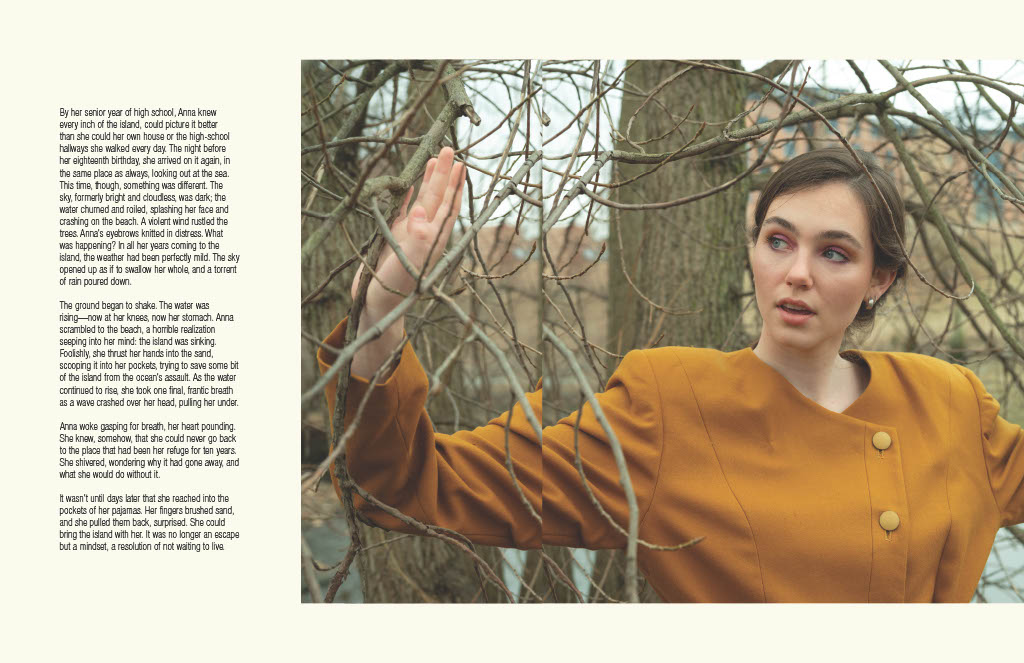 By her senior year of high school, Anna knew
every inch of the island, could picture it better
than she could her own house or the high-school
hallways she walked every day. The night before
her eighteenth birthday, she arrived on it again, in
the same place as always, looking out at the sea.
This time, though, something was different. The
sky, formerly bright and cloudless, was dark; the
water churned and roiled, splashing her face and
crashing on the beach. A violent wind rustled the
trees. Anna's eyebrows knitted in distress. What
was happening? In all her years coming to the
island, the weather had been perfectly mild. The sky
opened up as if to swallow her whole, and a torrent
of rain poured down.
The ground began to shake. The water was
rising—now at her knees, now her stomach. Anna
scrambled to the beach, a horrible realization
seeping into her mind: the island was sinking.
Foolishly, she thrust her hands into the sand,
scooping it into her pockets, trying to save some bit
of the island from the ocean's assault. As the water
continued to rise, she took one final, frantic breath
as a wave crashed over her head, pulling her under.
Anna woke gasping for breath, her heart pounding.
She knew, somehow, that she could never go back
to the place that had been her refuge for ten years.
She shivered, wondering why it had gone away, and
what she would do without it.
It wasn't until days later that she reached into the
pockets of her pajamas. Her fingers brushed sand,
and she pulled them back, surprised. She could
bring the island with her. It was no longer an escape
but a mindset, a resolution of not waiting to live.